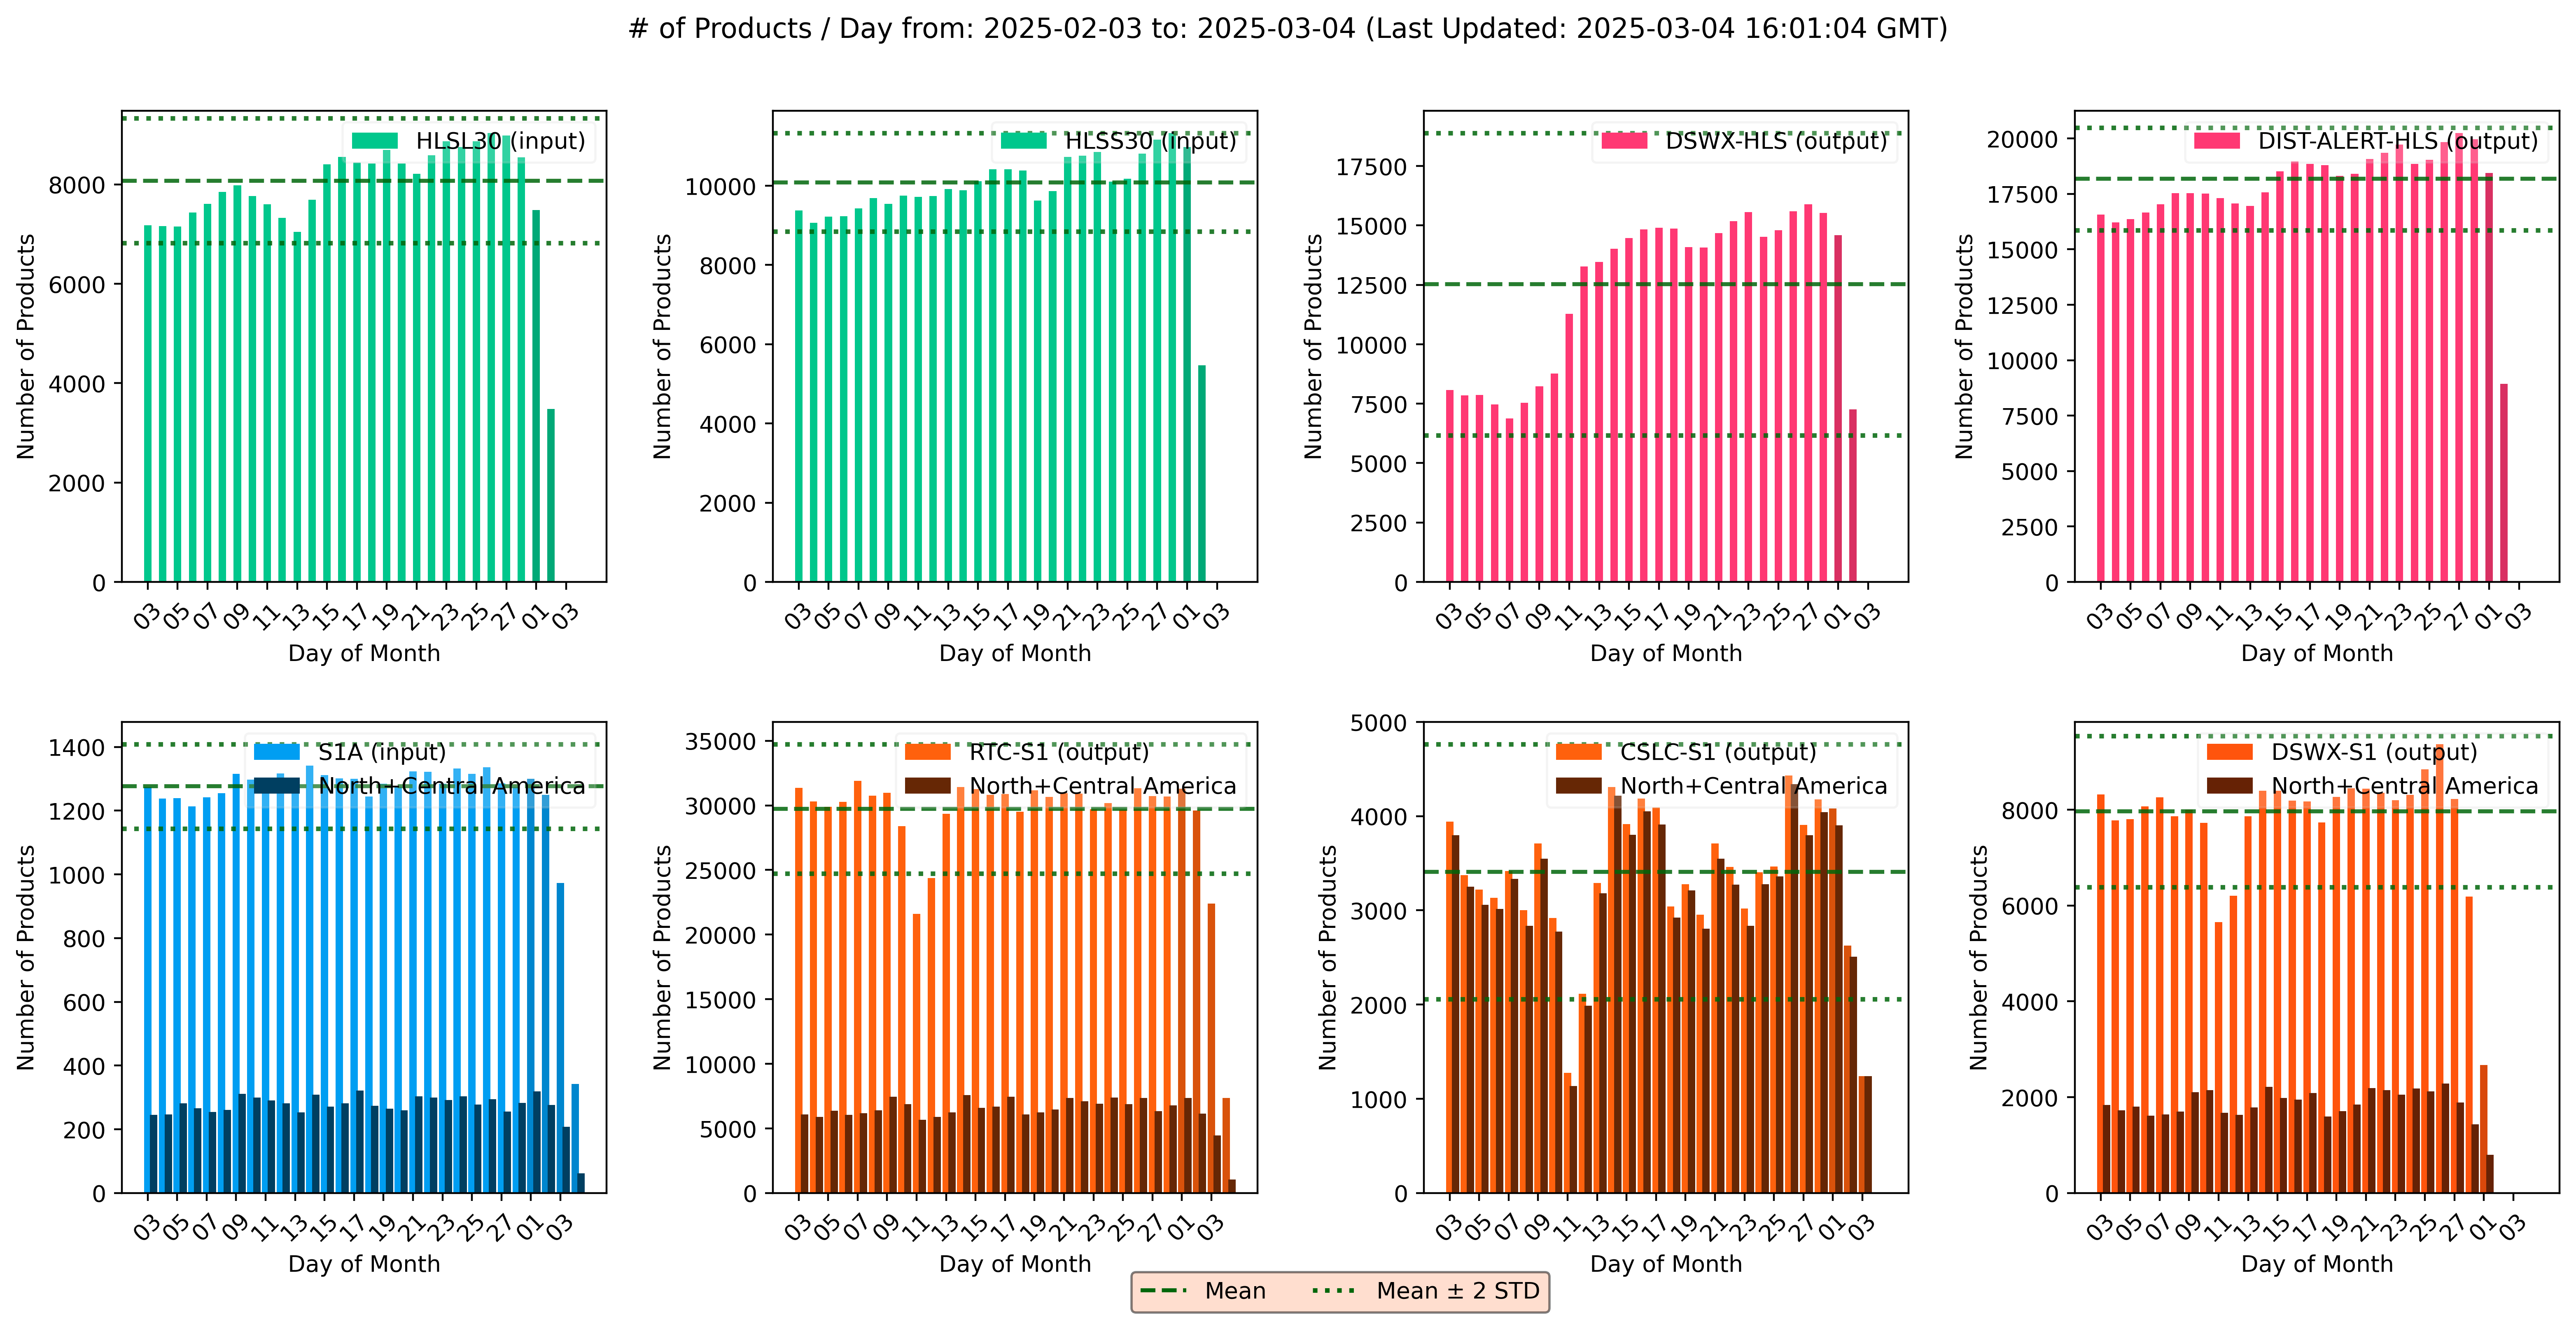 # of Products / Day from: 2025-02-03 to: 2025-03-04 (Last Updated: 2025-03-04 16:01:04 GMT)
HLSL30 (input)
Number of Products
8000
6000
4000
2000
0
03 05 07 09 11 13 15 17 19 21 23 25 27 01 03
Day of Month
HLSS30 (input)
Number of Products
10000
8000
6000
4000
2000
0
03 05 07 09 11 13 15 17 19 21 23 25 27 01 03
Day of Month
DSWX-HLS (output)
Number of Products
17500
15000
12500
10000
7500
5000
2500
0
03 05 07 09 11 13 15 17 19 21 23 25 27 01 03
Day of Month
DIST-ALERT-HLS (output)
Number of Products
20000
17500
15000
12500
10000
7500
5000
2500
0
03 05 07 09 11 13 15 17 19 21 23 25 27 01 03
Day of Month
S1A (input)
North+Central America
Number of Products
1400
1200
1000
800
600
400
200
0
03 05 07 09 11 13 15 17 19 21 23 25 27 01 03
Day of Month
RTC-S1 (output)
North+Central America
Number of Products
35000
30000
25000
20000
15000
10000
5000
0
03 05 07 09 11 13 15 17 19 21 23 25 27 01 03
Day of Month
CSLC-S1 (output)
North+Central America
Number of Products
5000
4000
3000
2000
1000
0
03 05 07 09 11 13 15 17 19 21 23 25 27 01 03
Day of Month
DSWX-S1 (output)
North+Central America
Number of Products
8000
6000
4000
2000
0
03 05 07 09 11 13 15 17 19 21 23 25 27 01 03
Day of Month
Mean
Mean ± 2 STD